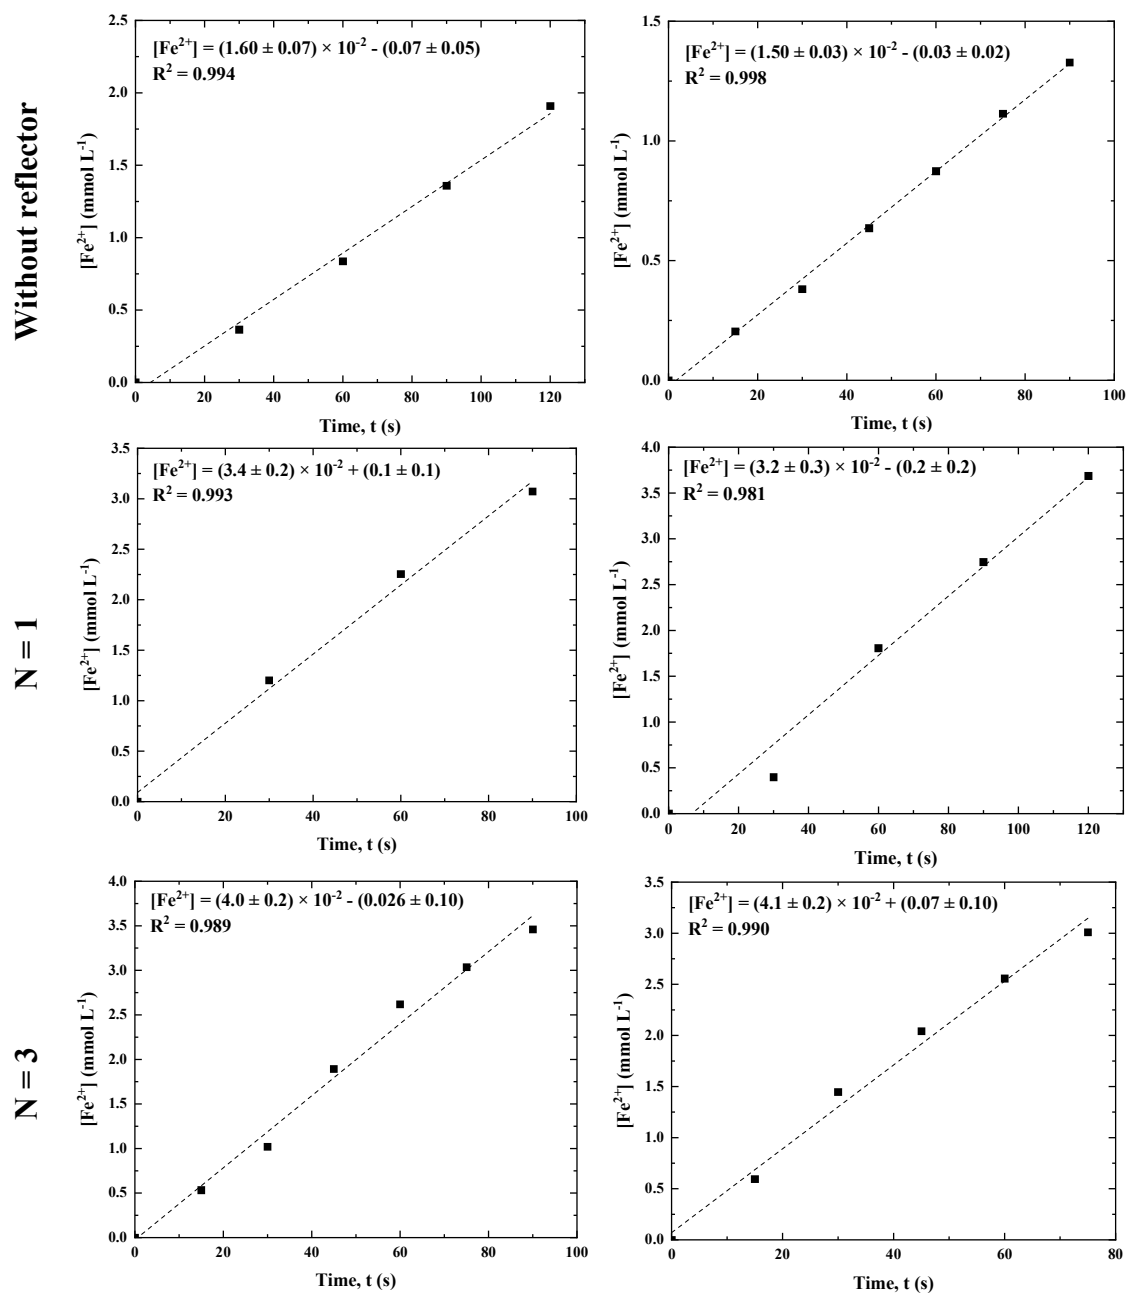 Without reflector
[Fe²⁺] = (1.60 ± 0.07) × 10⁻² - (0.07 ± 0.05)
R² = 0.994
[Fe²⁺] (mmol L⁻¹)
2.5
2.0
1.5
1.0
0.5
0.0
0 20 40 60 80 100 120
Time, t (s)
[Fe²⁺] = (1.50 ± 0.03) × 10⁻² - (0.03 ± 0.02)
R² = 0.998
[Fe²⁺] (mmol L⁻¹)
1.5
1.0
0.5
0.0
0 20 40 60 80 100
Time, t (s)
N = 1
[Fe²⁺] = (3.4 ± 0.2) × 10⁻² + (0.1 ± 0.1)
R² = 0.993
[Fe²⁺] (mmol L⁻¹)
3.5
3.0
2.5
2.0
1.5
1.0
0.5
0.0
0 20 40 60 80 100
Time, t (s)
[Fe²⁺] = (3.2 ± 0.3) × 10⁻² - (0.2 ± 0.2)
R² = 0.981
[Fe²⁺] (mmol L⁻¹)
4.0
3.5
3.0
2.5
2.0
1.5
1.0
0.5
0.0
0 20 40 60 80 100 120
Time, t (s)
N = 3
[Fe²⁺] = (4.0 ± 0.2) × 10⁻² - (0.026 ± 0.10)
R² = 0.989
[Fe²⁺] (mmol L⁻¹)
4.0
3.5
3.0
2.5
2.0
1.5
1.0
0.5
0.0
0 20 40 60 80 100
Time, t (s)
[Fe²⁺] = (4.1 ± 0.2) × 10⁻² + (0.07 ± 0.10)
R² = 0.990
[Fe²⁺] (mmol L⁻¹)
3.5
3.0
2.5
2.0
1.5
1.0
0.5
0.0
0 20 40 60 80
Time, t (s)